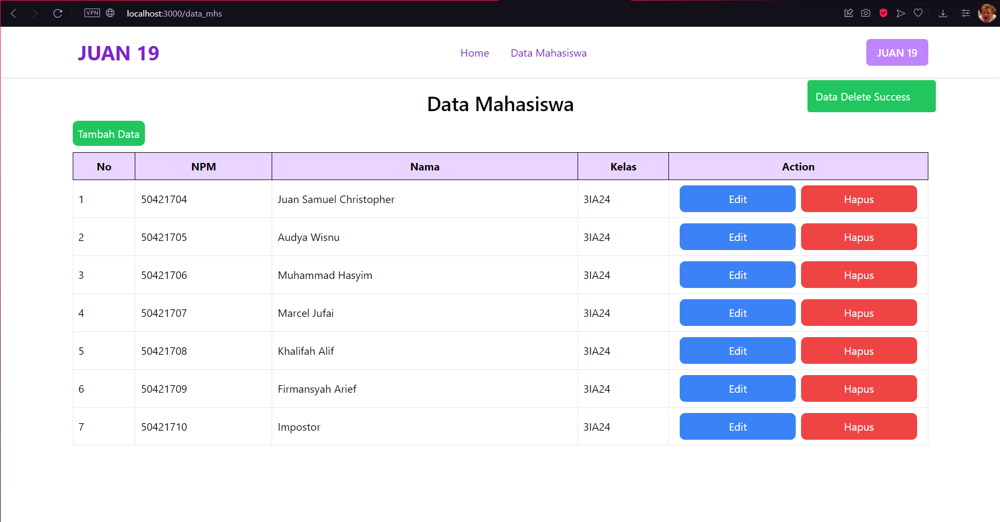 VPN localhost:3000/data_mhs
JUAN 19 Home Data Mahasiswa JUAN 19
Data Delete Success
Data Mahasiswa
Tambah Data
No NPM Nama Kelas Action
1 50421704 Juan Samuel Christopher 3IA24 Edit Hapus
2 50421705 Audya Wisnu 3IA24 Edit Hapus
3 50421706 Muhammad Hasyim 3IA24 Edit Hapus
4 50421707 Marcel Jufai 3IA24 Edit Hapus
5 50421708 Khalifah Alif 3IA24 Edit Hapus
6 50421709 Firmansyah Arief 3IA24 Edit Hapus
7 50421710 Impostor 3IA24 Edit Hapus